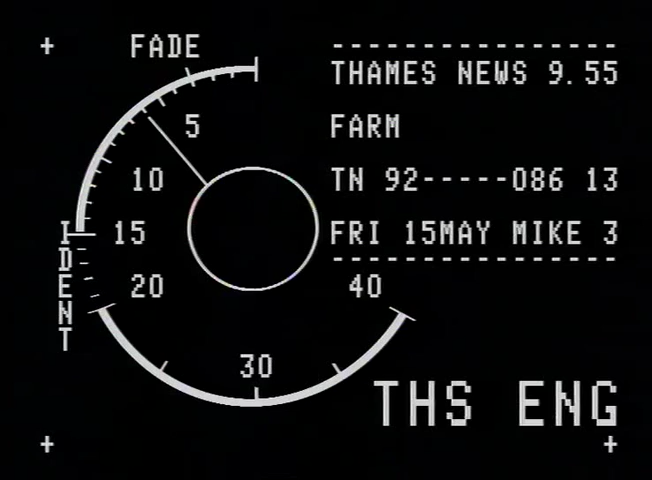 FADE
THAMES NEWS 9.55
FARM
TN 92-----086 13
FRI 15MAY MIKE 3
5
10
15
20
30
40
IDENT
THS ENG